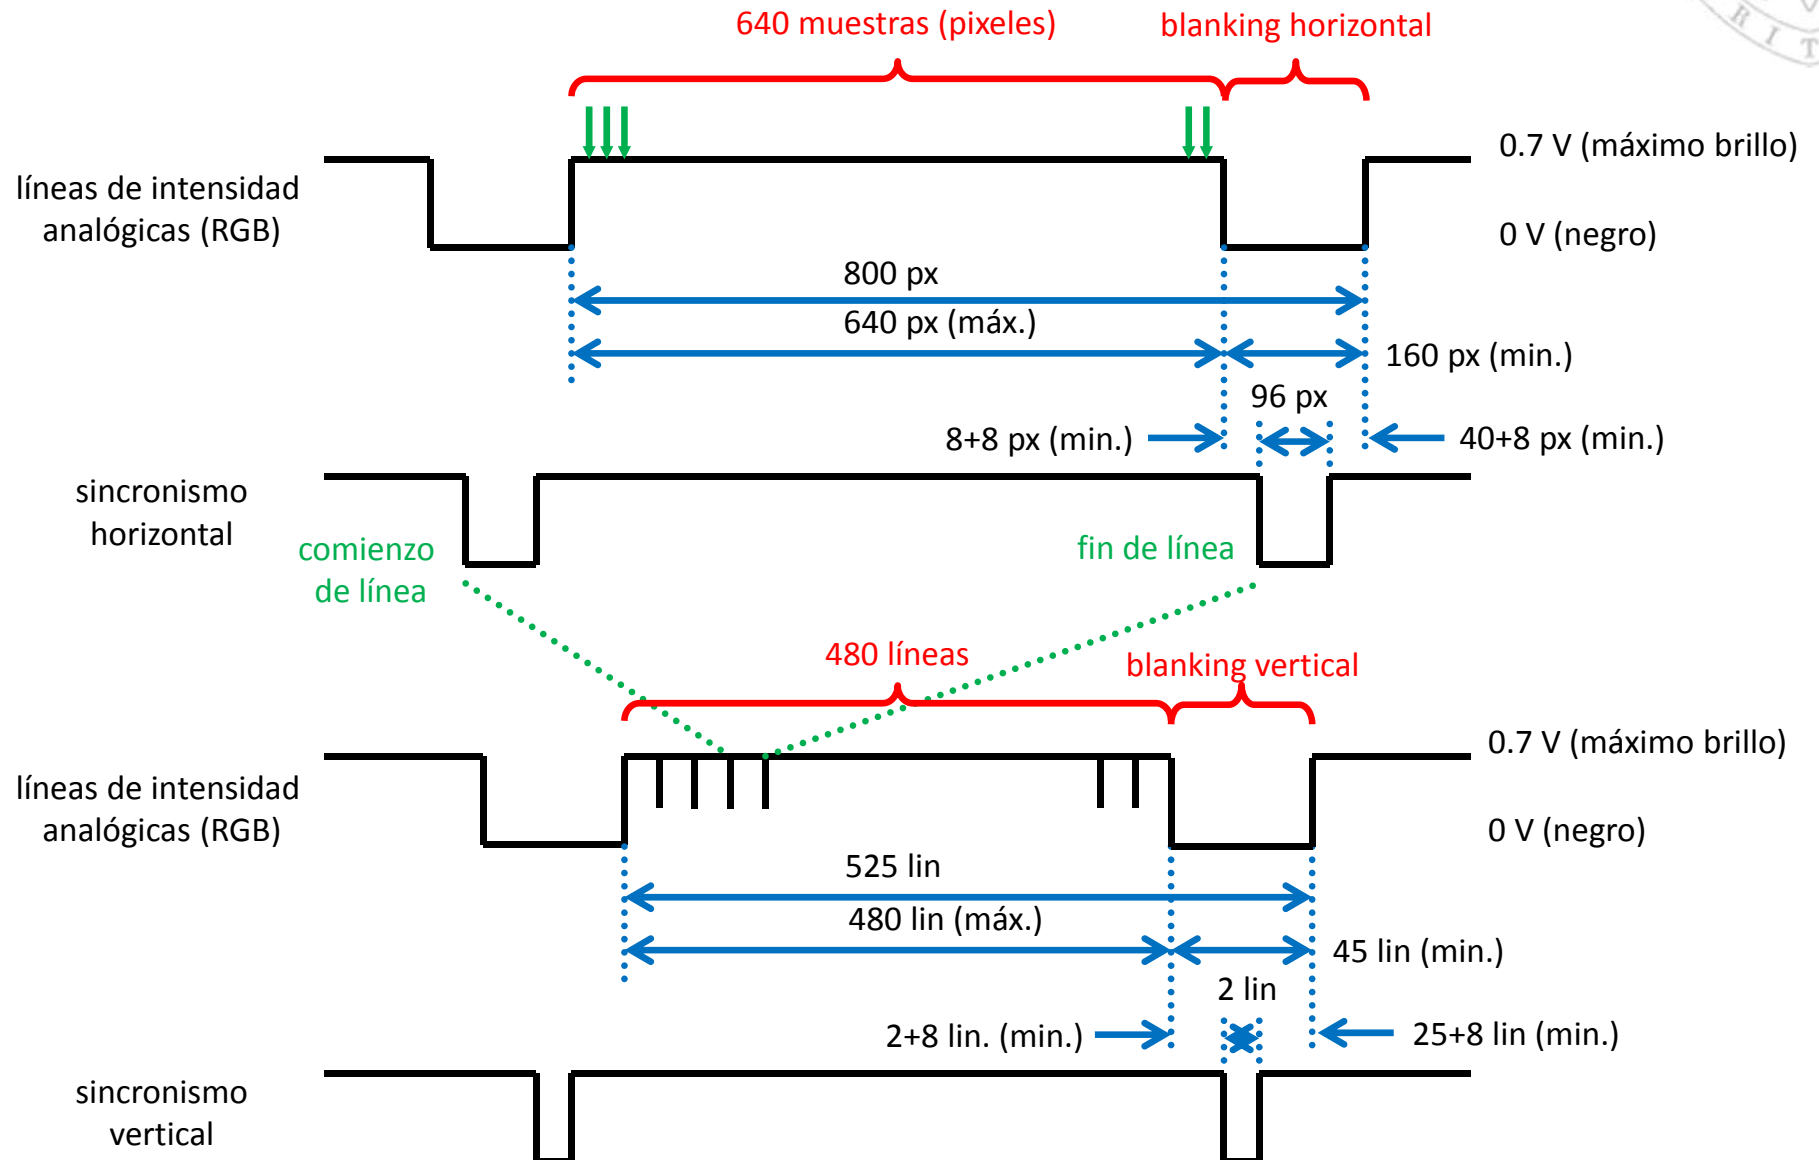 640 muestras (pixeles)
blanking horizontal
R I T
0.7 V (máximo brillo)
líneas de intensidad
analógicas (RGB)
0 V (negro)
800 px
640 px (máx.)
160 px (min.)
96 px
8+8 px (min.)
40+8 px (min.)
sincronismo
horizontal
comienzo
de línea
fin de línea
480 líneas
blanking vertical
0.7 V (máximo brillo)
líneas de intensidad
analógicas (RGB)
0 V (negro)
525 lin
480 lin (máx.)
45 lin (min.)
2 lin
2+8 lin. (min.)
25+8 lin (min.)
sincronismo
vertical